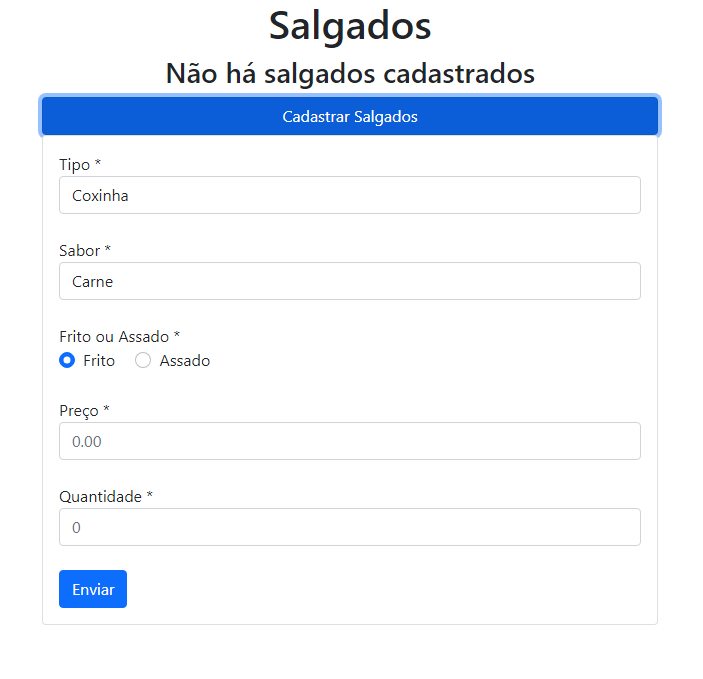 Salgados
Não há salgados cadastrados
Cadastrar Salgados
Tipo *
Coxinha
Sabor *
Carne
Frito ou Assado *
Frito Assado
Preço *
0.00
Quantidade *
0
Enviar